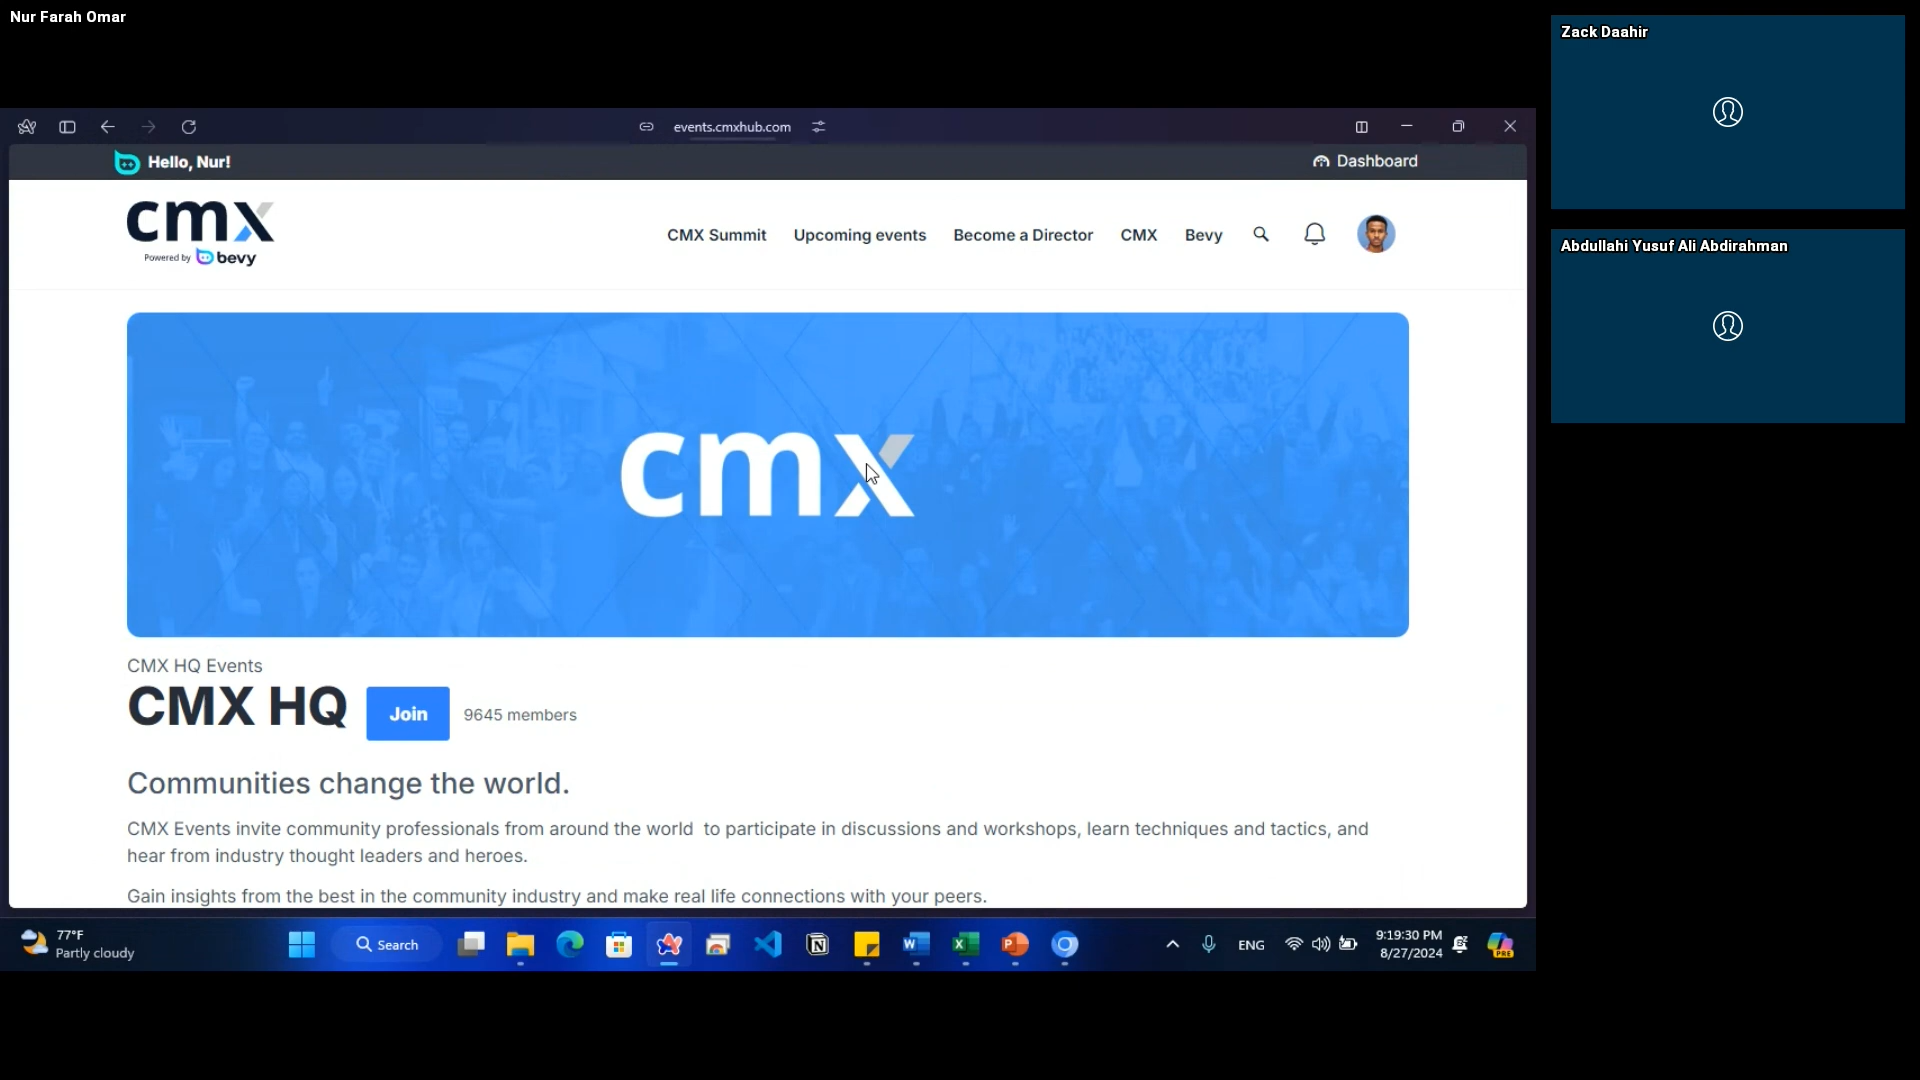 Nur Farah Omar
Zack Daahir
Abdullahi Yusuf Ali Abdirahman
events.cmxhub.com
Hello, Nur!
Dashboard
cmx
Powered by bevy
CMX Summit
Upcoming events
Become a Director
CMX
Bevy
cmx
CMX HQ Events
CMX HQ
Join
9645 members
Communities change the world.
CMX Events invite community professionals from around the world to participate in discussions and workshops, learn techniques and tactics, and
hear from industry thought leaders and heroes.
Gain insights from the best in the community industry and make real life connections with your peers.
77°F
Partly cloudy
Search
ENG
9:19:30 PM
8/27/2024
PRE